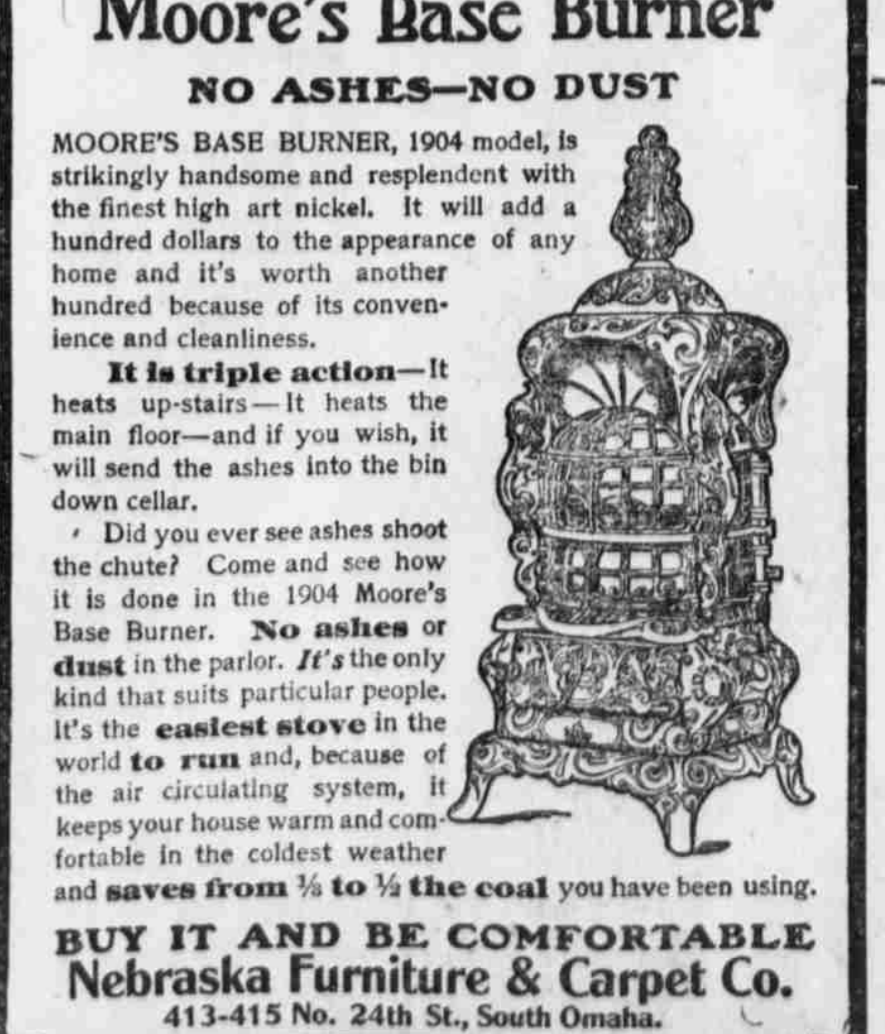 Moore's Base Burner
NO ASHES—NO DUST
MOORE'S BASE BURNER, 1904 model, is
strikingly handsome and resplendent with
the finest high art nickel. It will add a
hundred dollars to the appearance of any
home and it's worth another
hundred because of its conven-
ience and cleanliness.
It is triple action—It
heats up-stairs—It heats the
main floor—and if you wish, it
will send the ashes into the bin
down cellar.
Did you ever see ashes shoot
the chute? Come and see how
it is done in the 1904 Moore's
Base Burner. No ashes or
dust in the parlor. It's the only
kind that suits particular people.
It's the easiest stove in the
world to run and, because of
the air circulating system, it
keeps your house warm and com-
fortable in the coldest weather
and saves from ⅓ to ½ the coal you have been using.
BUY IT AND BE COMFORTABLE
Nebraska Furniture & Carpet Co.
413-415 No. 24th St., South Omaha.